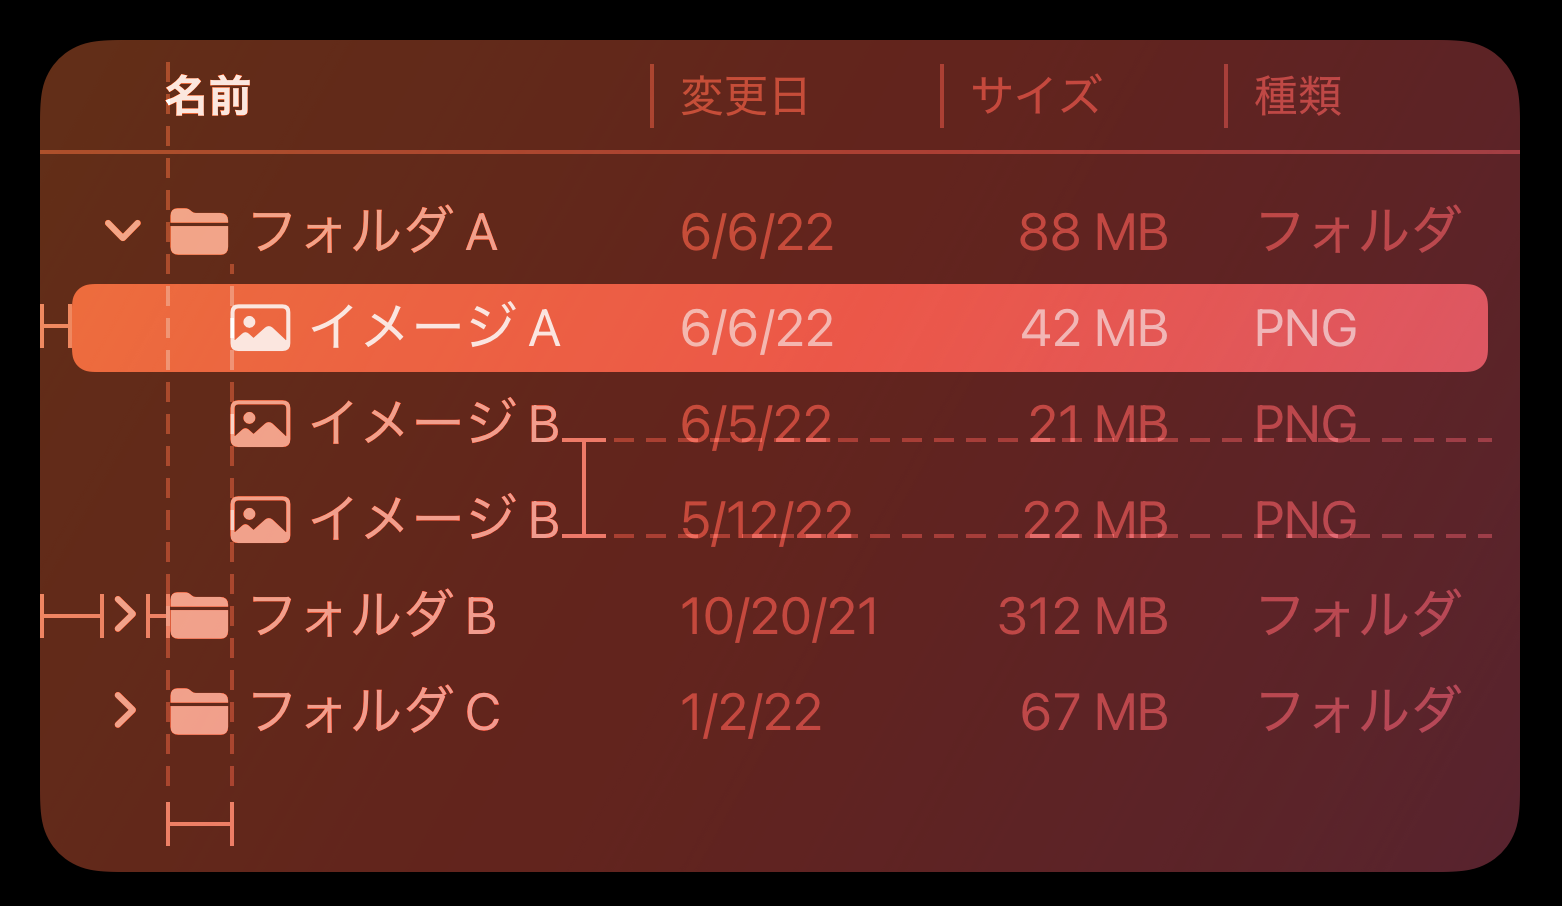 名前 変更日 サイズ 種類
フォルダ A 6/6/22 88 MB フォルダ
イメージ A 6/6/22 42 MB PNG
イメージ B 6/5/22 21 MB PNG
イメージ B 5/12/22 22 MB PNG
フォルダ B 10/20/21 312 MB フォルダ
フォルダ C 1/2/22 67 MB フォルダ